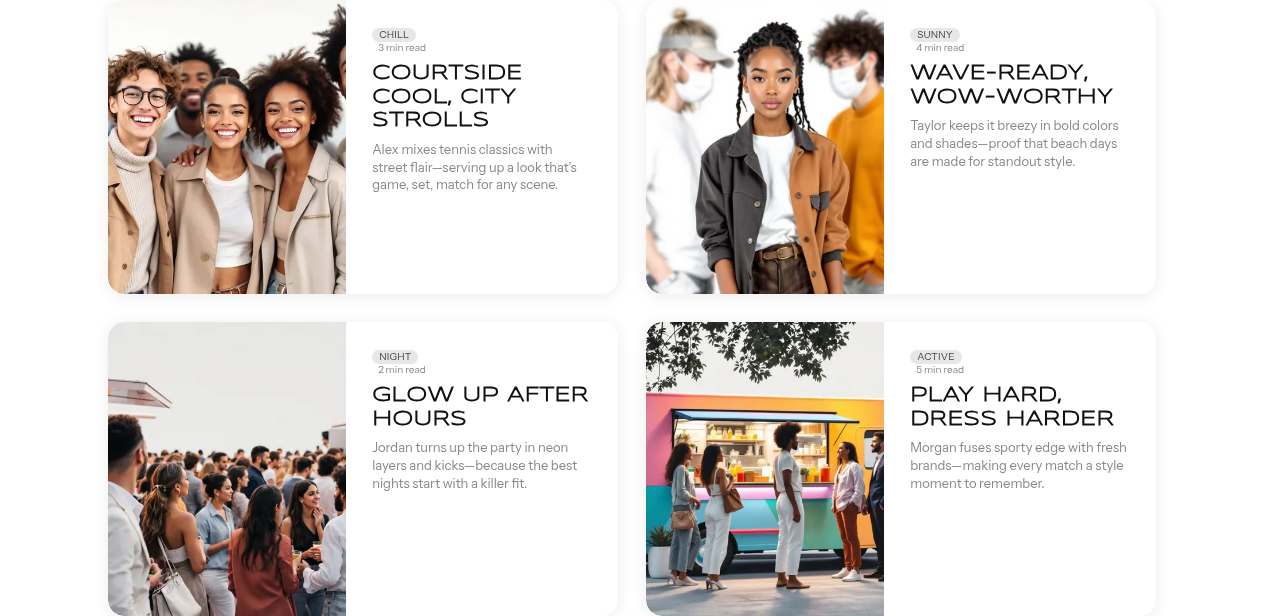 CHILL
3 min read
COURTSIDE
COOL, CITY
STROLLS
Alex mixes tennis classics with
street flair—serving up a look that's
game, set, match for any scene.
SUNNY
4 min read
WAVE-READY,
WOW-WORTHY
Taylor keeps it breezy in bold colors
and shades—proof that beach days
are made for standout style.
NIGHT
2 min read
GLOW UP AFTER
HOURS
Jordan turns up the party in neon
layers and kicks—because the best
nights start with a killer fit.
ACTIVE
5 min read
PLAY HARD,
DRESS HARDER
Morgan fuses sporty edge with fresh
brands—making every match a style
moment to remember.